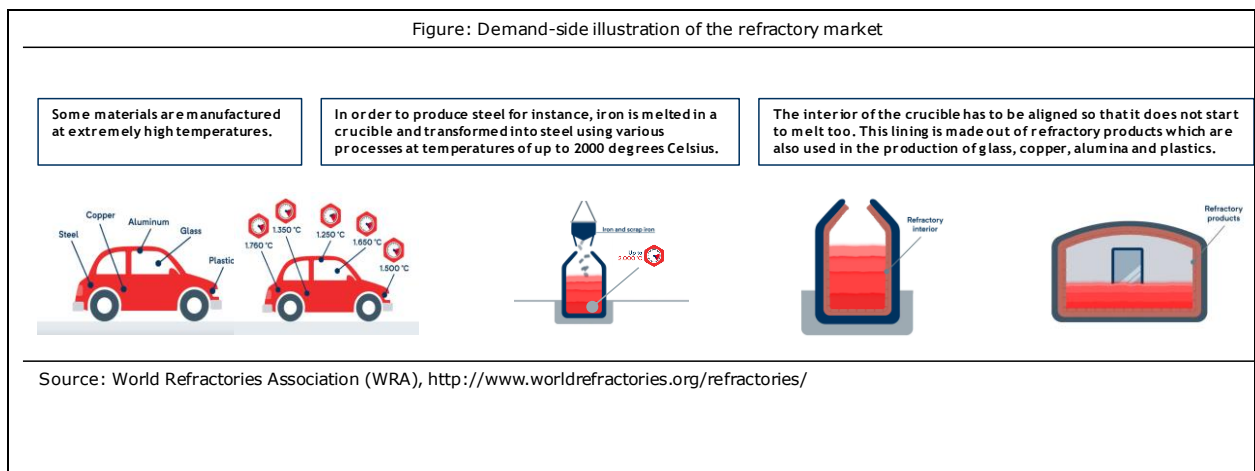 Figure: Demand-side illustration of the refractory market
Some materials are manufactured
at extremely high temperatures.
In order to produce steel for instance, iron is melted in a
crucible and transformed into steel using various
processes at temperatures of up to 2000 degrees Celsius.
The interior of the crucible has to be aligned so that it does not start
to melt too. This lining is made out of refractory products which are
also used in the production of glass, copper, alumina and plastics.
Steel
Copper
Aluminum
Glass
Plastic
1.760 °C
1.350 °C
1.250 °C
1.650 °C
1.500 °C
Iron and scrap iron
Up to
2.000 °C
Refractory
interior
Refractory
products
Source: World Refractories Association (WRA), http://www.worldrefractories.org/refractories/